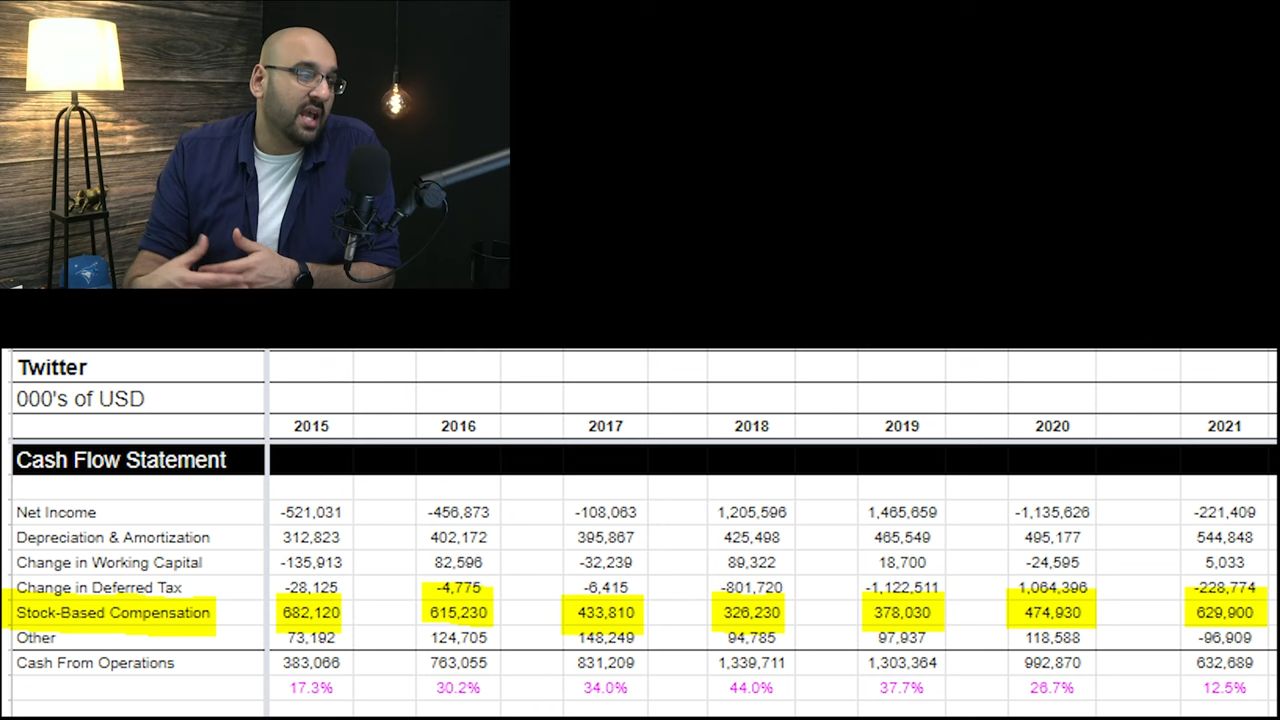 Twitter
000's of USD
2015 2016 2017 2018 2019 2020 2021
Cash Flow Statement
Net Income -521,031 -456,873 -108,063 1,205,596 1,465,659 -1,135,626 -221,409
Depreciation & Amortization 312,823 402,172 395,867 425,498 465,549 495,177 544,848
Change in Working Capital -135,913 82,596 -32,239 89,322 18,700 -24,595 5,033
Change in Deferred Tax -28,125 -4,775 -6,415 -801,720 -1,122,511 1,064,396 -228,774
Stock-Based Compensation 682,120 615,230 433,810 326,230 378,030 474,930 629,900
Other 73,192 124,705 148,249 94,785 97,937 118,588 -96,909
Cash From Operations 383,066 763,055 831,209 1,339,711 1,303,364 992,870 632,689
17.3% 30.2% 34.0% 44.0% 37.7% 26.7% 12.5%